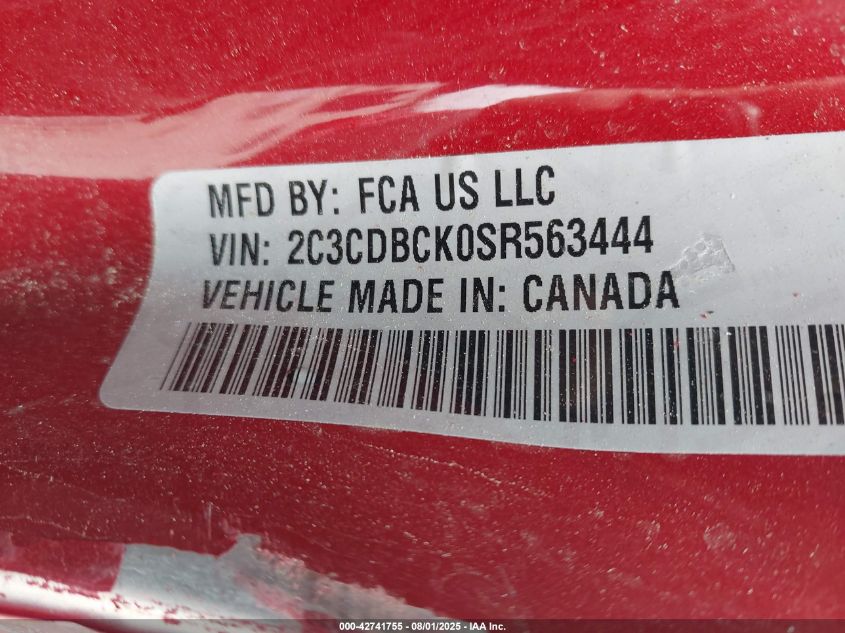 MFD BY: FCA US LLC
VIN: 2C3CDBCK0SR563444
VEHICLE MADE IN: CANADA
000-42741755 - 08/01/2025 - IAA Inc.